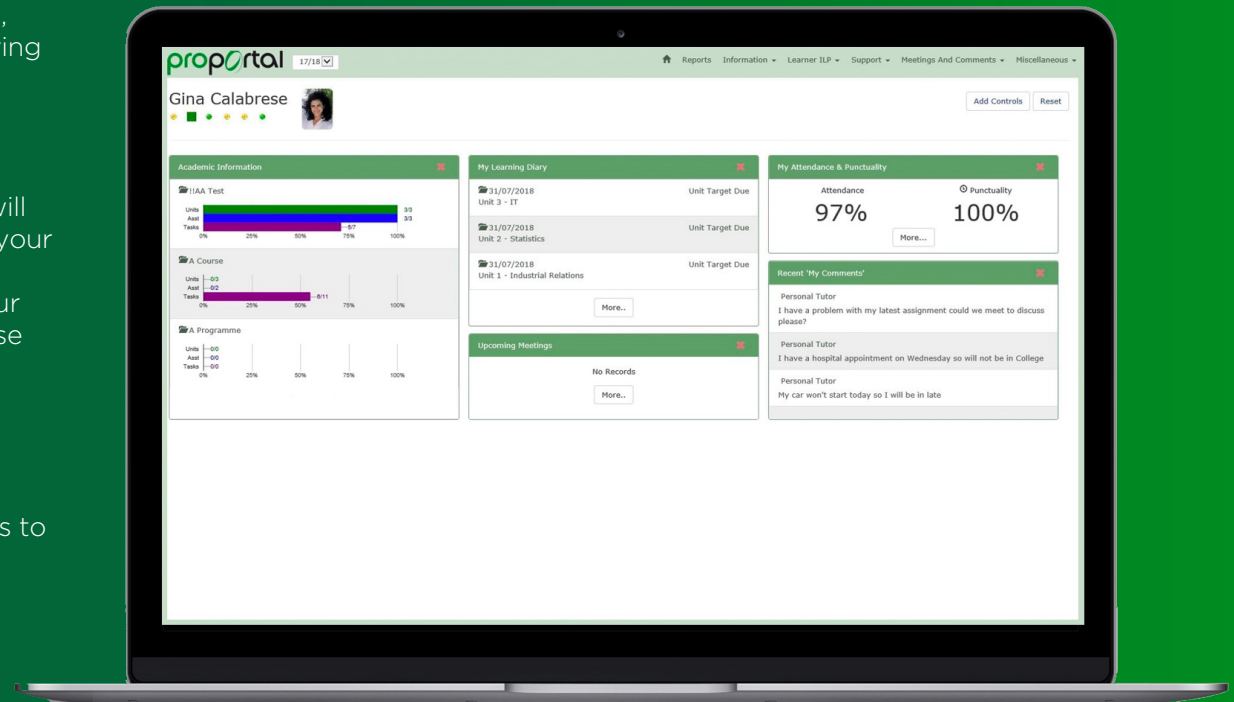 ing
will
your
ur
se
s to
proportal 17/18
Reports Information Learner ILP Support Meetings And Comments Miscellaneous
Gina Calabrese
Add Controls Reset
Academic Information
!!AA Test
Units 3/3
Asst 3/3
Tasks 5/7
0% 25% 50% 75% 100%
A Course
Units 0/3
Asst 0/2
Tasks 6/11
0% 25% 50% 75% 100%
A Programme
Units 0/0
Asst 0/0
Tasks 0/0
0% 25% 50% 75% 100%
My Learning Diary
31/07/2018 Unit Target Due
Unit 3 - IT
31/07/2018 Unit Target Due
Unit 2 - Statistics
31/07/2018 Unit Target Due
Unit 1 - Industrial Relations
More..
Upcoming Meetings
No Records
More..
My Attendance & Punctuality
Attendance Punctuality
97% 100%
More...
Recent 'My Comments'
Personal Tutor
I have a problem with my latest assignment could we meet to discuss
please?
Personal Tutor
I have a hospital appointment on Wednesday so will not be in College
Personal Tutor
My car won't start today so I will be in late